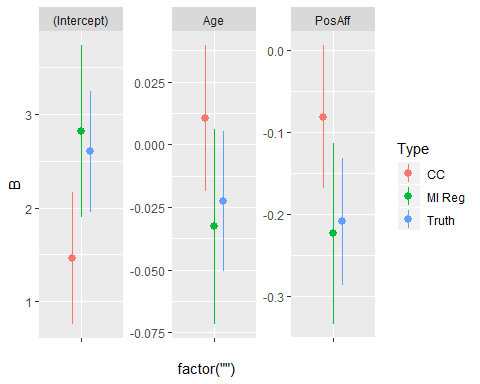 (Intercept)
Age
PosAff
B
3
2
1
0.025
0.000
-0.025
-0.050
-0.075
0.0
-0.1
-0.2
-0.3
factor("")
Type
CC
MI Reg
Truth